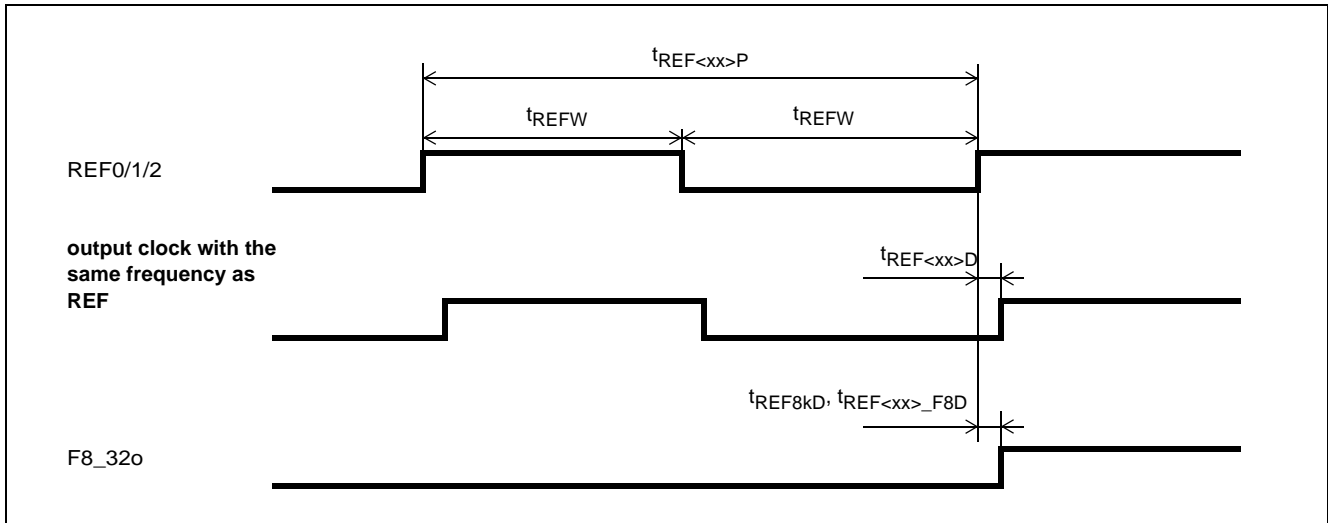 tREF<xx>P
tREFW tREFW
REF0/1/2
output clock with the
same frequency as
REF
tREF<xx>D
tREF8kD, tREF<xx>_F8D
F8_32o